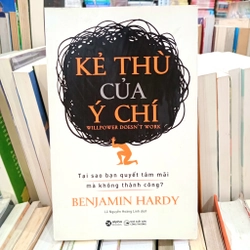 KẺ THÙ
CỦA
Ý CHÍ
WILLPOWER DOESN'T WORK
Tại sao bạn quyết tâm mãi
mà không thành công?
BENJAMIN HARDY